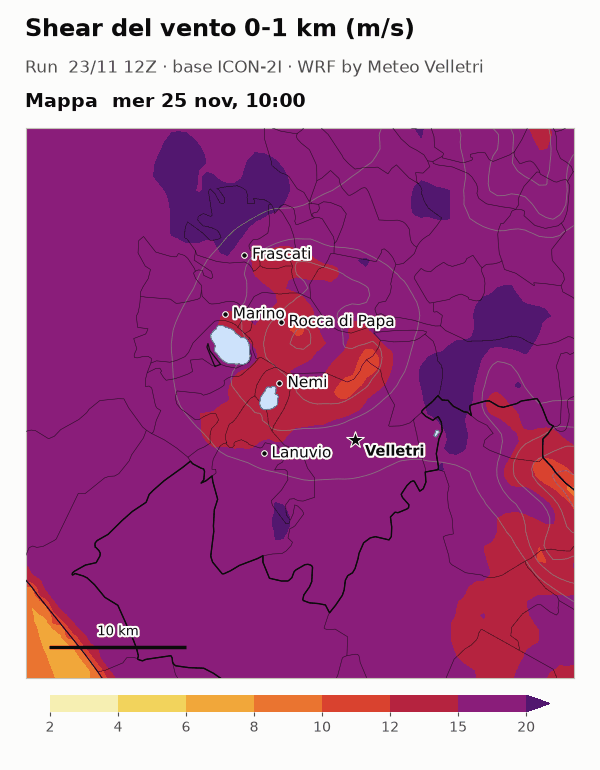 Shear del vento 0-1 km (m/s)
Run  23/11 12Z · base ICON-2I · WRF by Meteo Velletri
Mappa  mer 25 nov, 10:00
Frascati
Marino
Rocca di Papa
Nemi
Velletri
Lanuvio
10 km
2 4 6 8 10 12 15 20